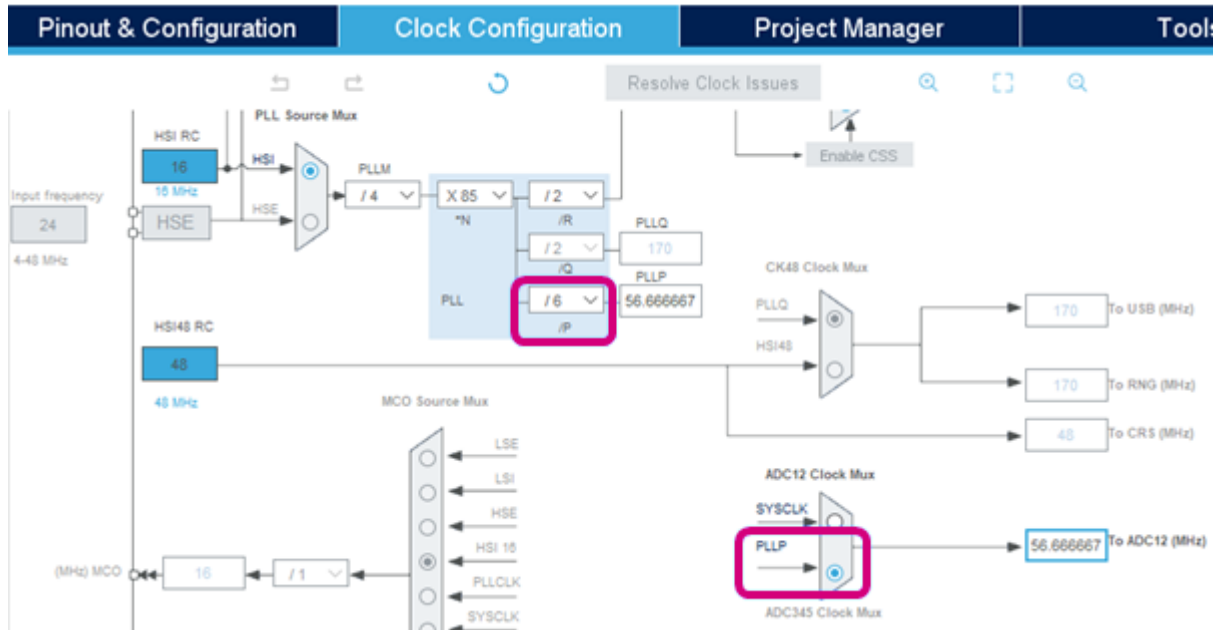 Pinout & Configuration
Clock Configuration
Project Manager
Tools
Resolve Clock Issues
PLL Source Mux
HSI RC
16
16 MHz
HSI
PLLM
/ 4
X 85
*N
/ 2
/R
Enable CSS
Input frequency
24
4-48 MHz
HSE
HSE
/ 2
/Q
PLLQ
170
PLL
/ 6
/P
PLLP
56.666667
CK48 Clock Mux
PLLQ
HSI48
170
To USB (MHz)
170
To RNG (MHz)
48
To CRS (MHz)
HSI48 RC
48
48 MHz
MCO Source Mux
LSE
LSI
HSE
HSI 16
PLLCLK
SYSCLK
(MHz) MCO
16
/ 1
ADC12 Clock Mux
SYSCLK
PLLP
56.666667
To ADC12 (MHz)
ADC345 Clock Mux